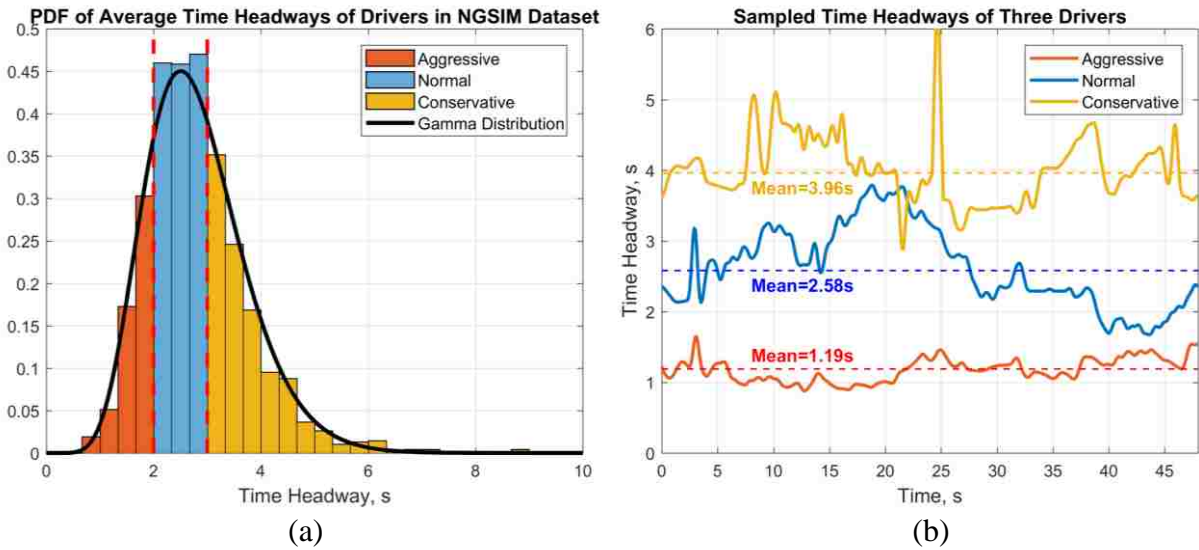 PDF of Average Time Headways of Drivers in NGSIM Dataset
0.5
0.45
0.4
0.35
0.3
0.25
0.2
0.15
0.1
0.05
0
Aggressive
Normal
Conservative
Gamma Distribution
0 2 4 6 8 10
Time Headway, s
(a)
Sampled Time Headways of Three Drivers
Time Headway, s
6
5
4
3
2
1
0
Aggressive
Normal
Conservative
Mean=3.96s
Mean=2.58s
Mean=1.19s
0 5 10 15 20 25 30 35 40 45
Time, s
(b)